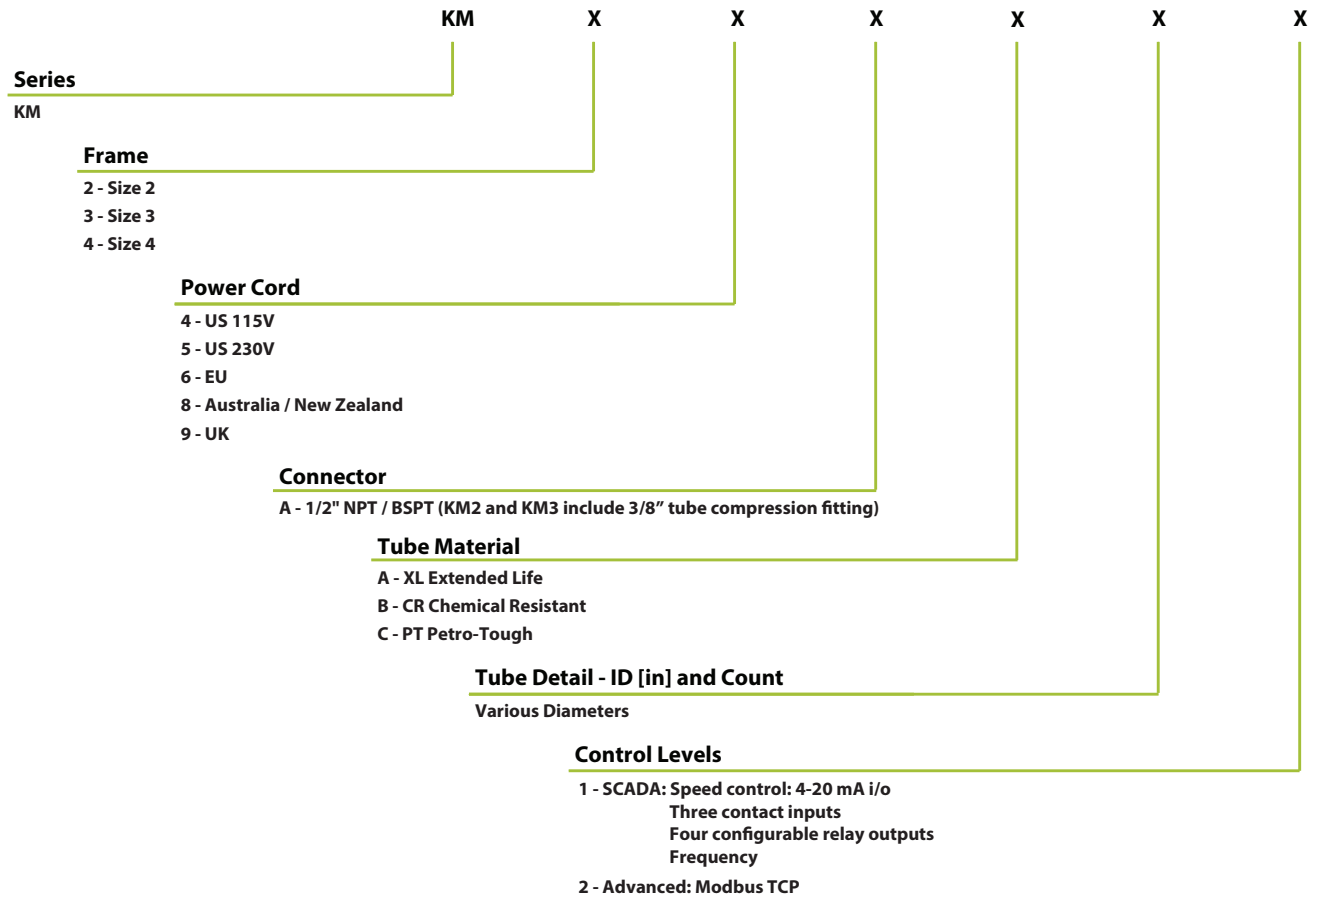 KM X X X X X X
Series
KM
Frame
2 - Size 2
3 - Size 3
4 - Size 4
Power Cord
4 - US 115V
5 - US 230V
6 - EU
8 - Australia / New Zealand
9 - UK
Connector
A - 1/2" NPT / BSPT (KM2 and KM3 include 3/8” tube compression fitting)
Tube Material
A - XL Extended Life
B - CR Chemical Resistant
C - PT Petro-Tough
Tube Detail - ID [in] and Count
Various Diameters
Control Levels
1 - SCADA: Speed control: 4-20 mA i/o
Three contact inputs
Four configurable relay outputs
Frequency
2 - Advanced: Modbus TCP